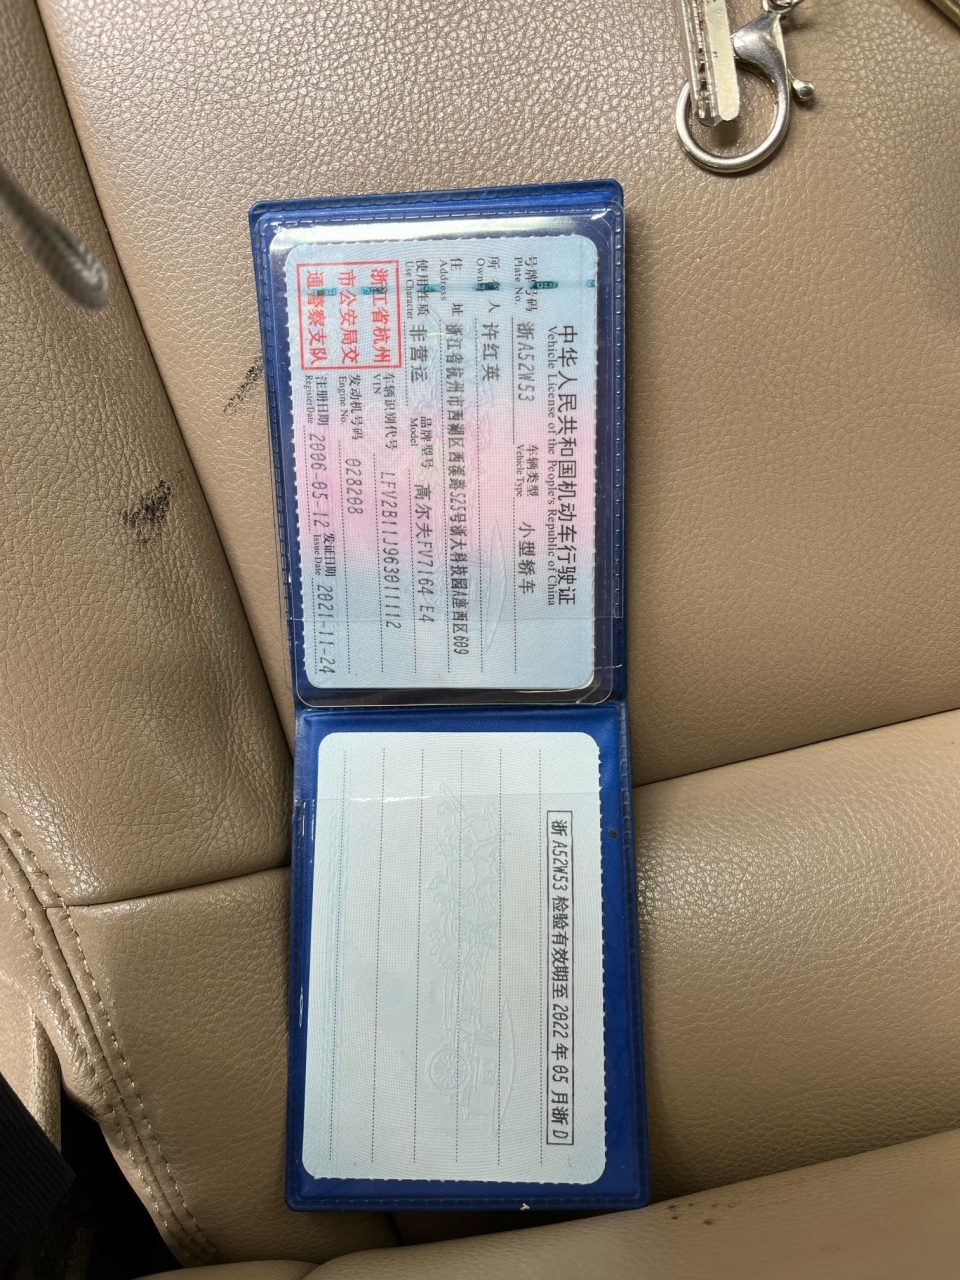 中华人民共和国机动车行驶证
Vehicle License of the People's Republic of China
号牌号码 浙A52W53 车辆类型 小型轿车
Plate No. Vehicle Type
所有人 许红英
Owner
住址 浙江省杭州市西湖区西溪路525号浙大科技园A座西区609
Address
使用性质 非营运 品牌型号 高尔夫FV7164 E4
Use Character Model
浙江省杭州
市公安局交
通警察支队
车辆识别代号 LFV2B11J963011112
VIN
发动机号码 028208
Engine No.
注册日期 2006-05-12 发证日期 2021-11-24
Register Date Issue Date
浙A52W53 检验有效期至 2022 年 05 月浙D